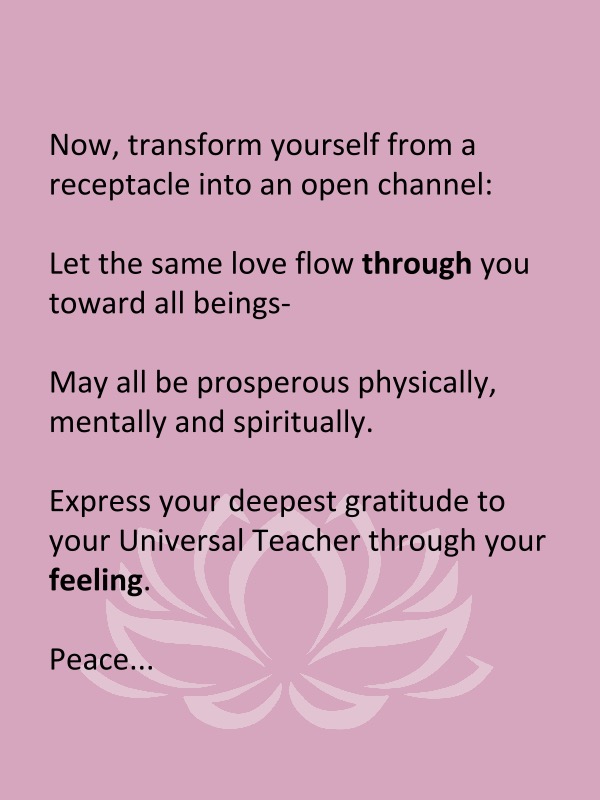 Now, transform yourself from a
receptacle into an open channel:
Let the same love flow through you
toward all beings-
May all be prosperous physically,
mentally and spiritually.
Express your deepest gratitude to
your Universal Teacher through your
feeling.
Peace...